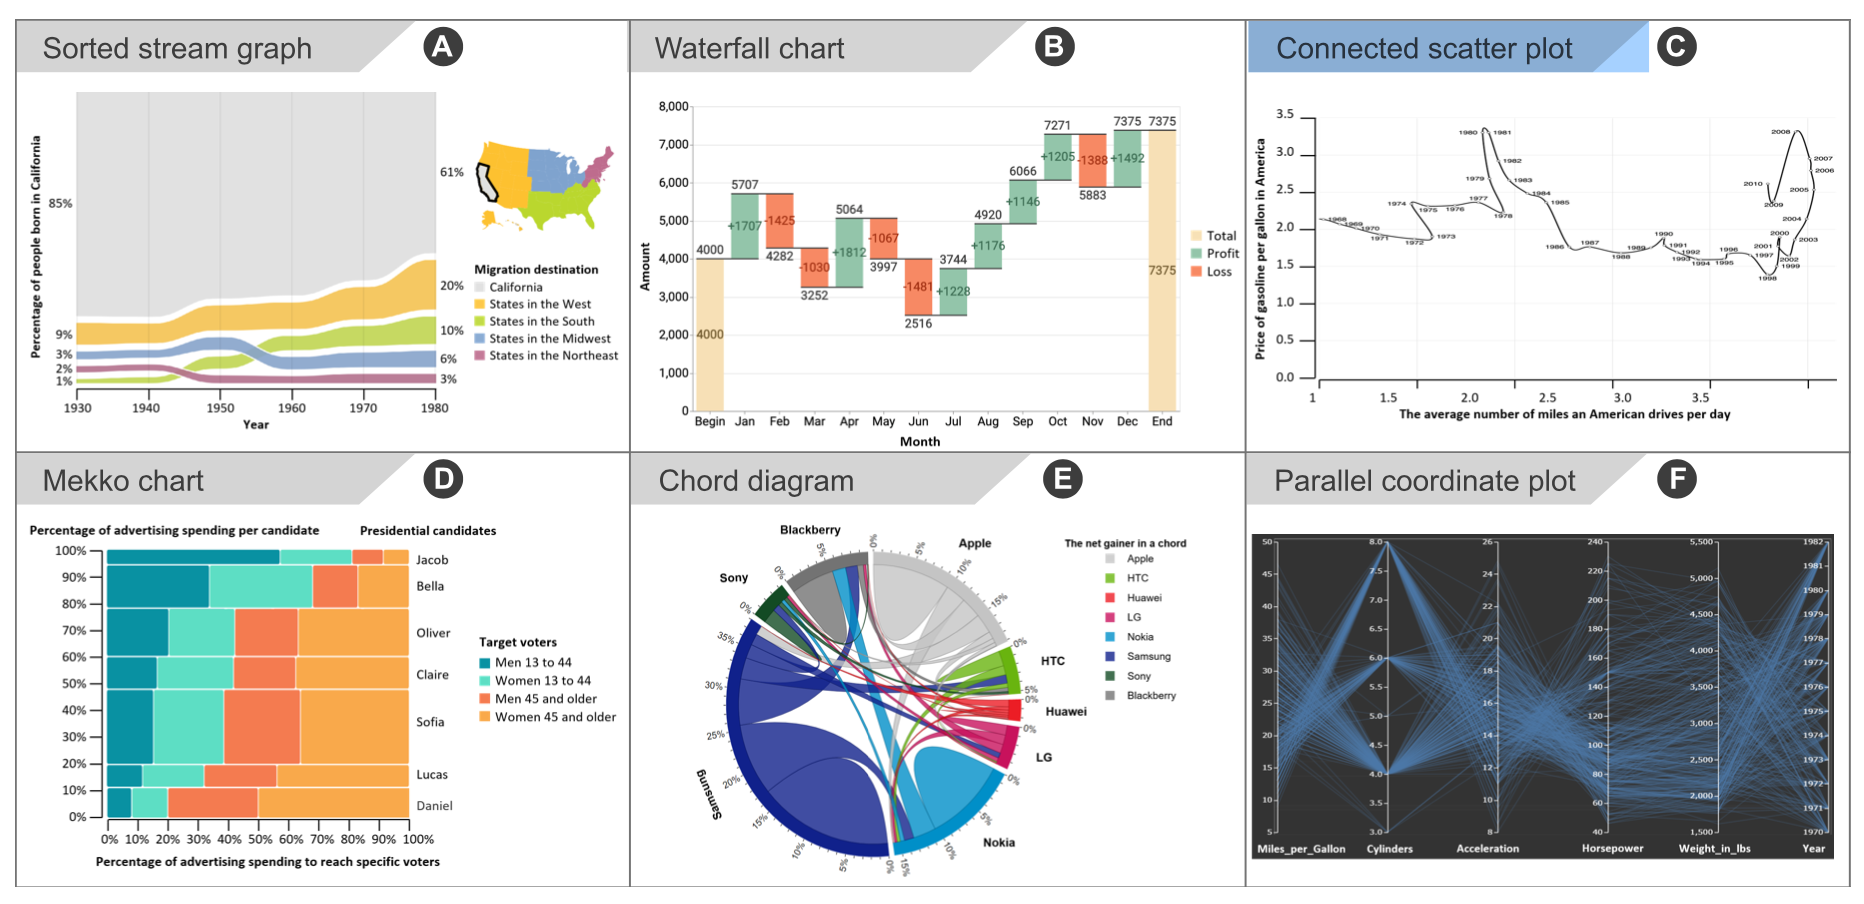 Sorted stream graph
A
Percentage of people born in California
85%
9%
3%
2%
1%
61%
20%
10%
6%
3%
Migration destination
California
States in the West
States in the South
States in the Midwest
States in the Northeast
1930 1940 1950 1960 1970 1980
Year
Waterfall chart
B
Amount
8,000
7,000
6,000
5,000
4,000
3,000
2,000
1,000
0
4000
4000
+1707
5707
-1425
4282
-1030
3252
5064
+1812
-1067
3997
-1481
2516
3744
+1228
4920
+1176
6066
+1146
7271
+1205
-1388
5883
7375
+1492
7375
7375
Total
Profit
Loss
Begin Jan Feb Mar Apr May Jun Jul Aug Sep Oct Nov Dec End
Month
Connected scatter plot
C
Price of gasoline per gallon in America
3.5
3.0
2.5
2.0
1.5
1.0
0.5
0.0
1968
1969
1970
1971
1972
1973
1974
1975
1976
1977
1978
1979
1980
1981
1982
1983
1984
1985
1986
1987
1988
1989
1990
1991
1992
1993
1994
1995
1996
1997
1998
1999
2000
2001
2002
2003
2004
2005
2006
2007
2008
2009
2010
1 1.5 2.0 2.5 3.0 3.5
The average number of miles an American drives per day
Mekko chart
D
Percentage of advertising spending per candidate
Presidential candidates
100%
90%
80%
70%
60%
50%
40%
30%
20%
10%
0%
Jacob
Bella
Oliver
Claire
Sofia
Lucas
Daniel
Target voters
Men 13 to 44
Women 13 to 44
Men 45 and older
Women 45 and older
0% 10% 20% 30% 40% 50% 60% 70% 80% 90% 100%
Percentage of advertising spending to reach specific voters
Chord diagram
E
Apple
0%
5%
10%
15%
HTC
0%
5%
Huawei
0%
LG
0%
Nokia
0%
5%
10%
15%
Samsung
0%
5%
10%
15%
20%
25%
30%
35%
Sony
0%
Blackberry
0%
5%
The net gainer in a chord
Apple
HTC
Huawei
LG
Nokia
Samsung
Sony
Blackberry
Parallel coordinate plot
F
50
45
40
35
30
25
20
15
10
5
Miles_per_Gallon
8.0
7.5
7.0
6.5
6.0
5.5
5.0
4.5
4.0
3.5
3.0
Cylinders
26
24
22
20
18
16
14
12
10
8
Acceleration
240
220
200
180
160
140
120
100
80
60
40
Horsepower
5,500
5,000
4,500
4,000
3,500
3,000
2,500
2,000
1,500
Weight_in_lbs
1982
1981
1980
1979
1978
1977
1976
1975
1974
1973
1972
1971
1970
Year